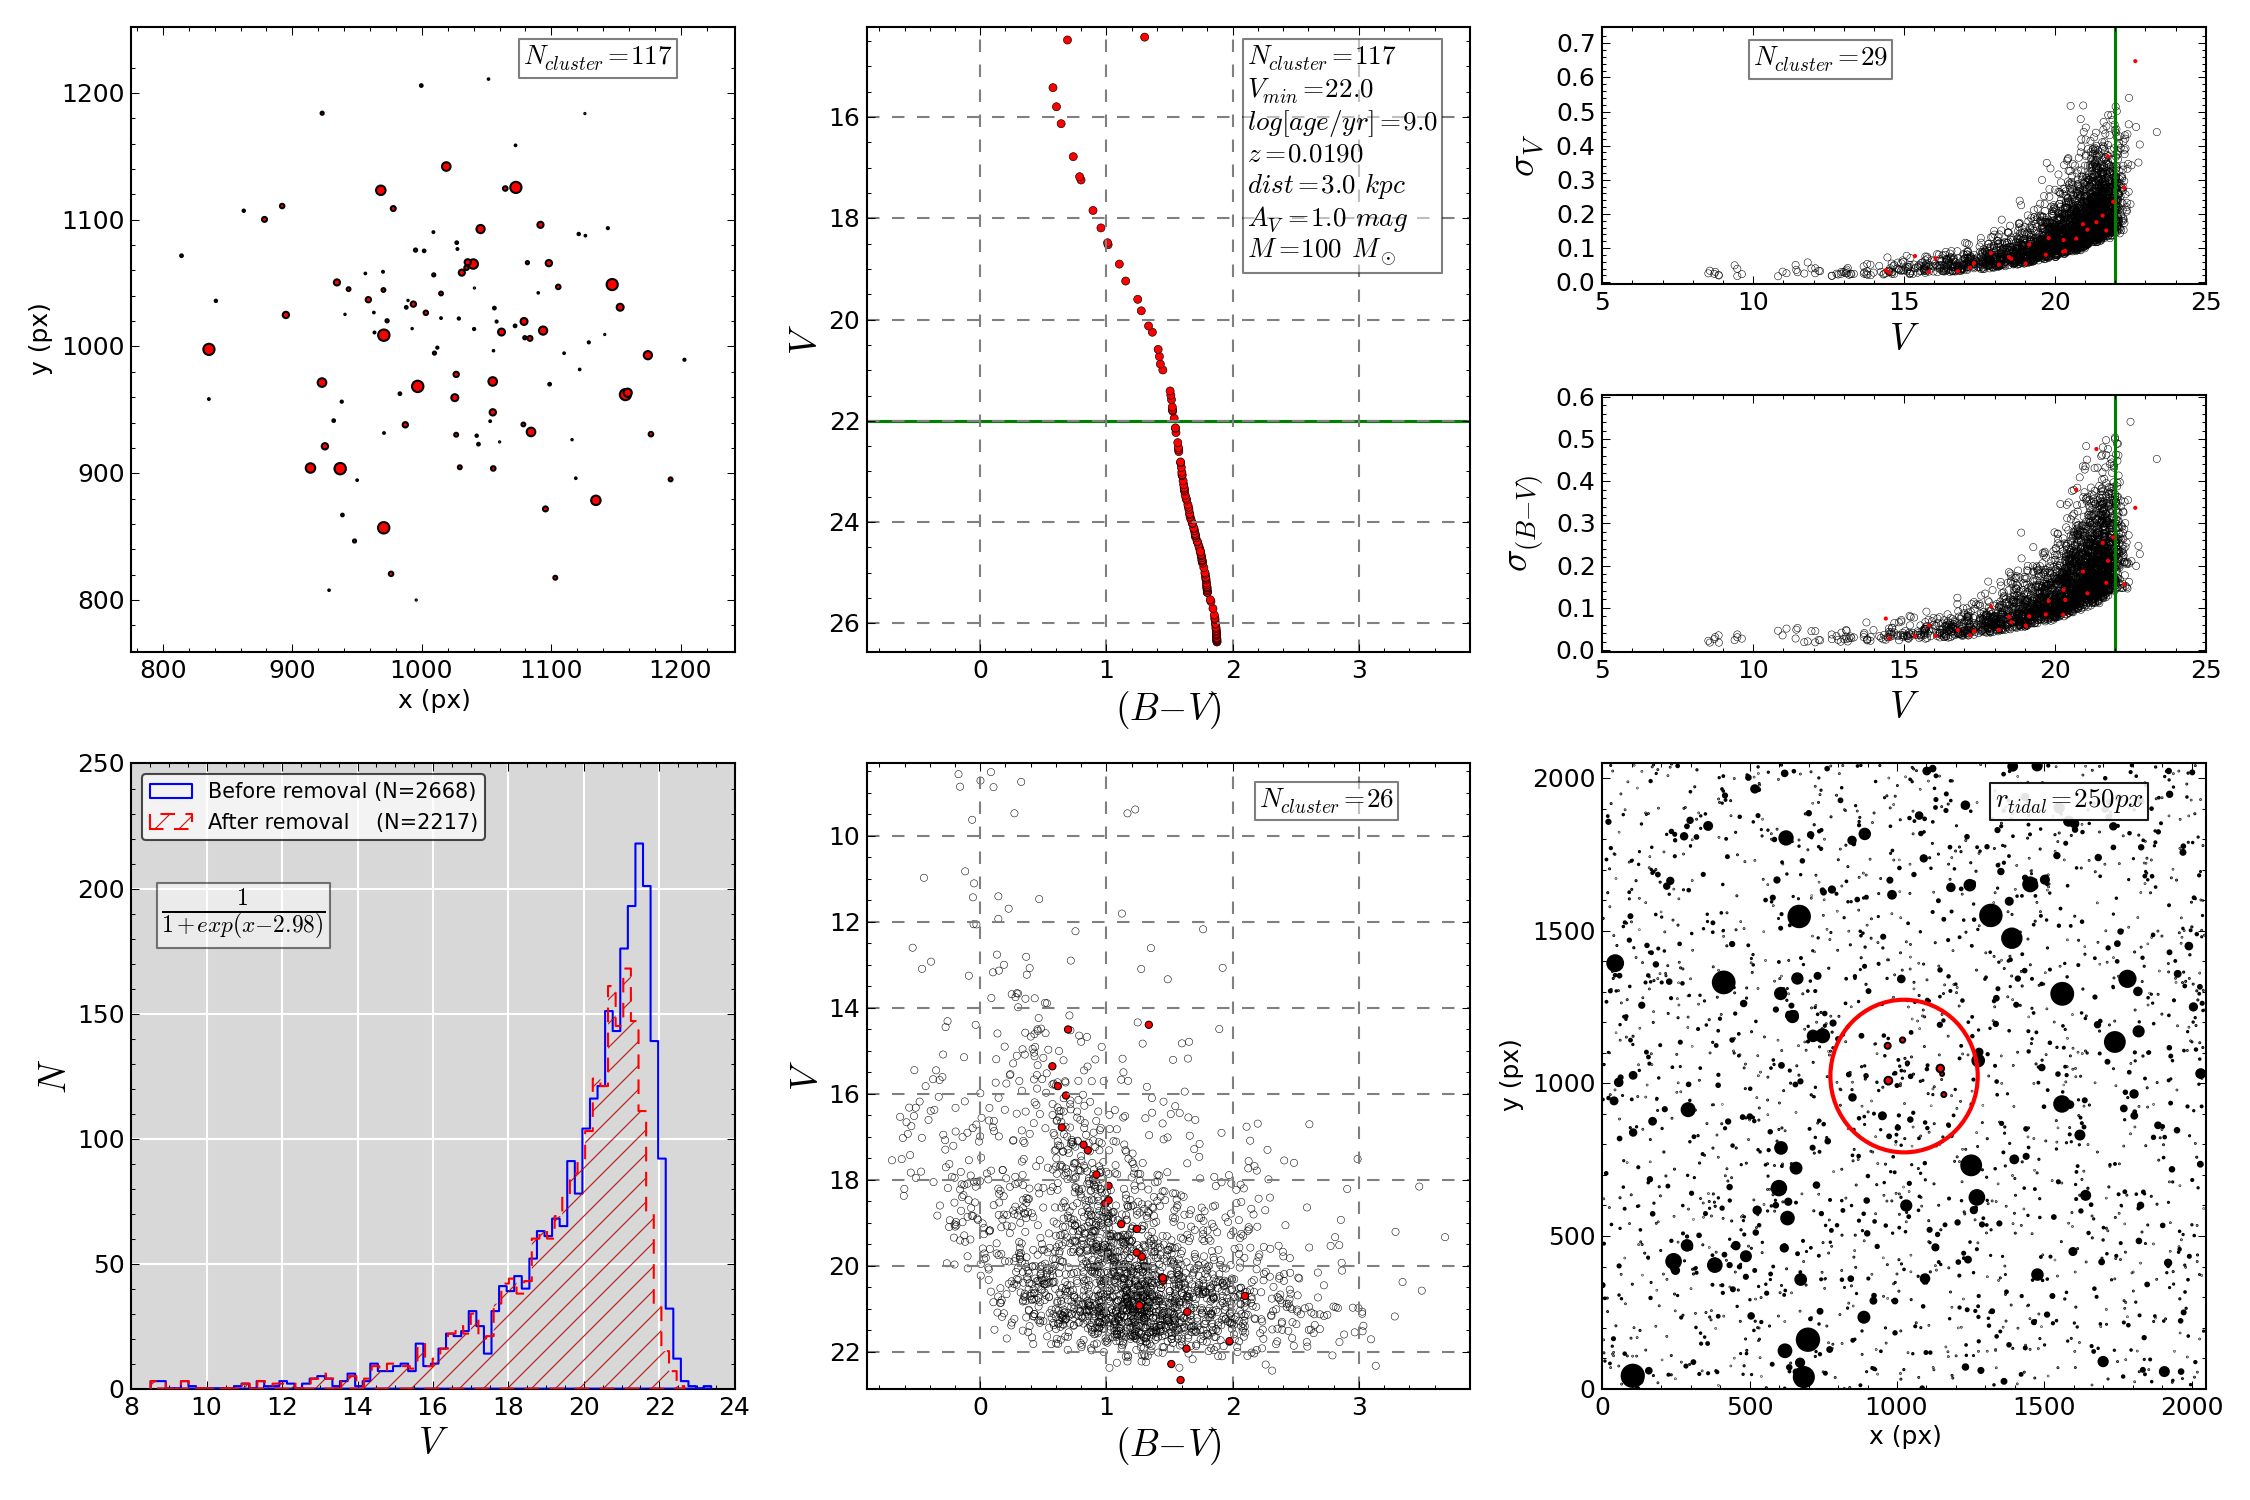 N_cluster=117
1200
1100
1000
900
800
y (px)
800
900
1000
1100
1200
x (px)
N_cluster=117
V_min=22.0
log[age/yr]=9.0
z=0.0190
dist=3.0 kpc
A_V=1.0 mag
M=100 M_⊙
16
18
20
22
24
26
V
0
1
2
3
(B−V)
N_cluster=29
0.7
0.6
0.5
0.4
0.3
0.2
0.1
0.0
σ_V
5
10
15
20
25
V
0.6
0.5
0.4
0.3
0.2
0.1
0.0
σ_(B−V)
5
10
15
20
25
V
250
200
150
100
50
0
N
Before removal (N=2668)
After removal (N=2217)
1
1+exp(x−2.98)
8
10
12
14
16
18
20
22
24
V
N_cluster=26
10
12
14
16
18
20
22
V
0
1
2
3
(B−V)
r_tidal=250px
2000
1500
1000
500
0
y (px)
0
500
1000
1500
2000
x (px)